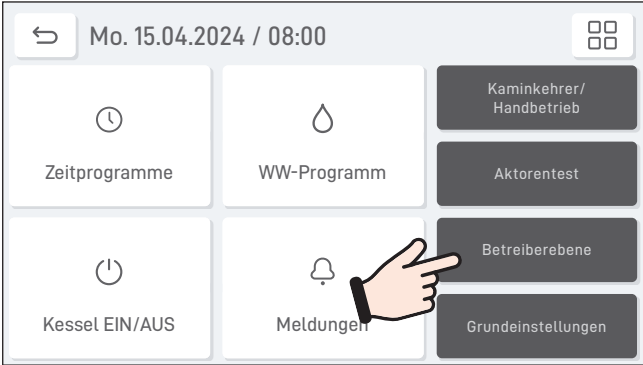 Mo. 15.04.2024 / 08:00
Zeitprogramme
WW-Programm
Kaminkehrer/
Handbetrieb
Aktorentest
Kessel EIN/AUS
Meldungen
Betreiberebene
Grundeinstellungen